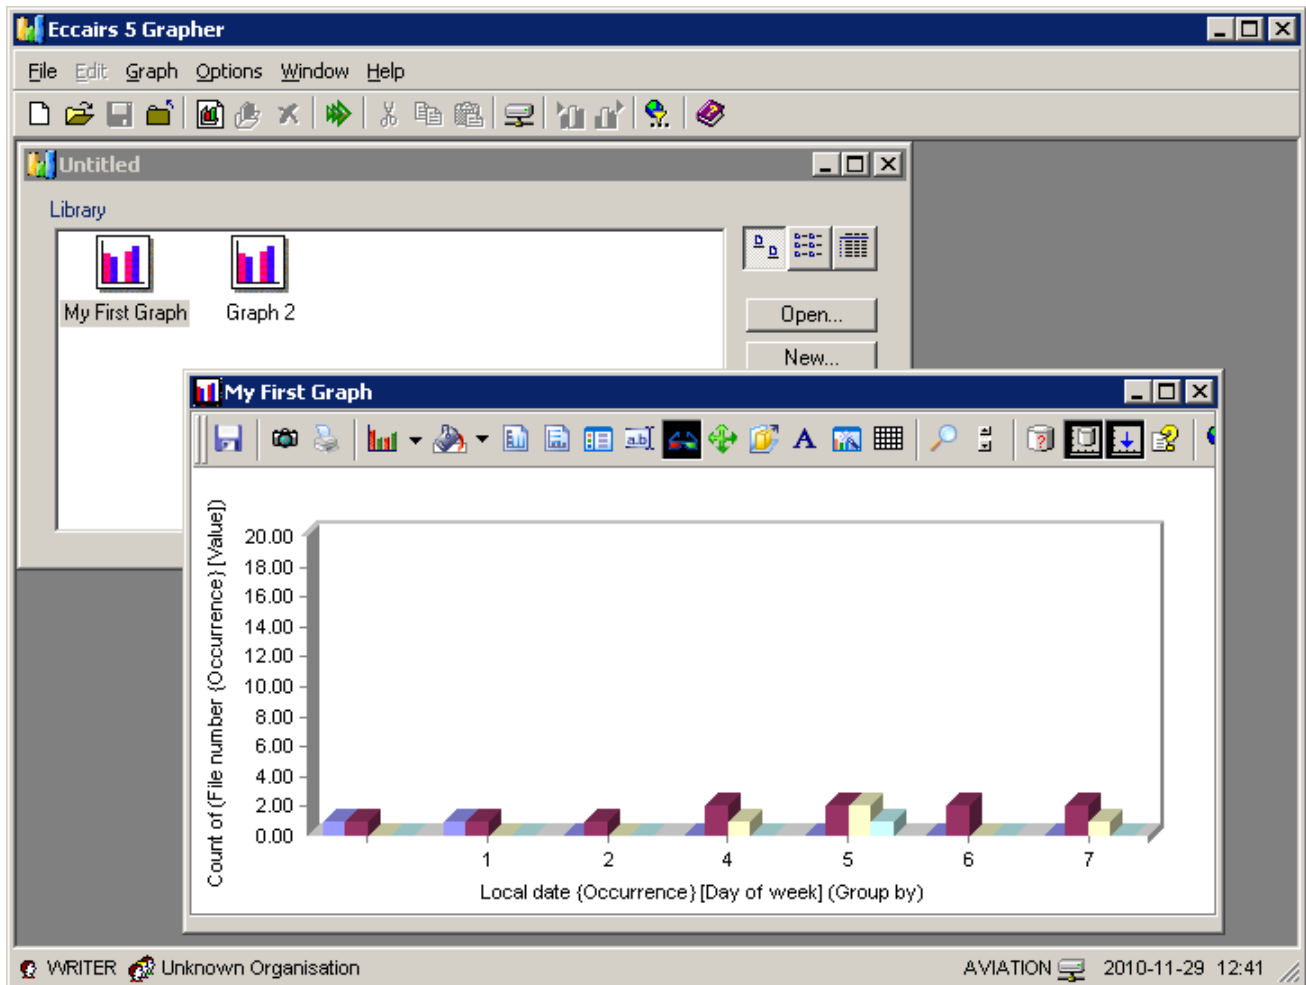 Eccairs 5 Grapher
File Edit Graph Options Window Help
Untitled
Library
My First Graph Graph 2
Open...
New...
My First Graph
a.b
A
Count of (File number {Occurrence} [Value])
20.00
18.00
16.00
14.00
12.00
10.00
8.00
6.00
4.00
2.00
0.00
1 2 4 5 6 7
Local date {Occurrence} [Day of week] (Group by)
WRITER Unknown Organisation AVIATION 2010-11-29 12:41